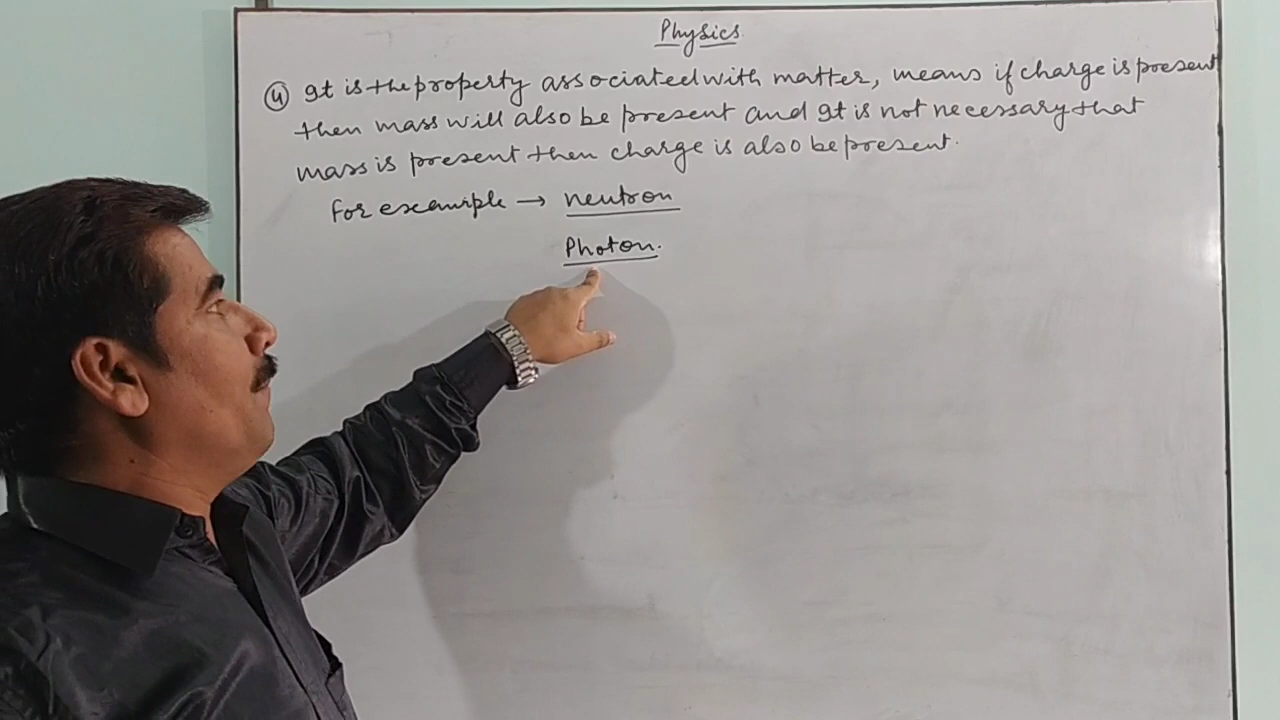 Physics
④ It is the property associated with matter, means if charge is present
then mass will also be present and It is not necessary that
mass is present then charge is also be present.
for example → neutron
Photon.